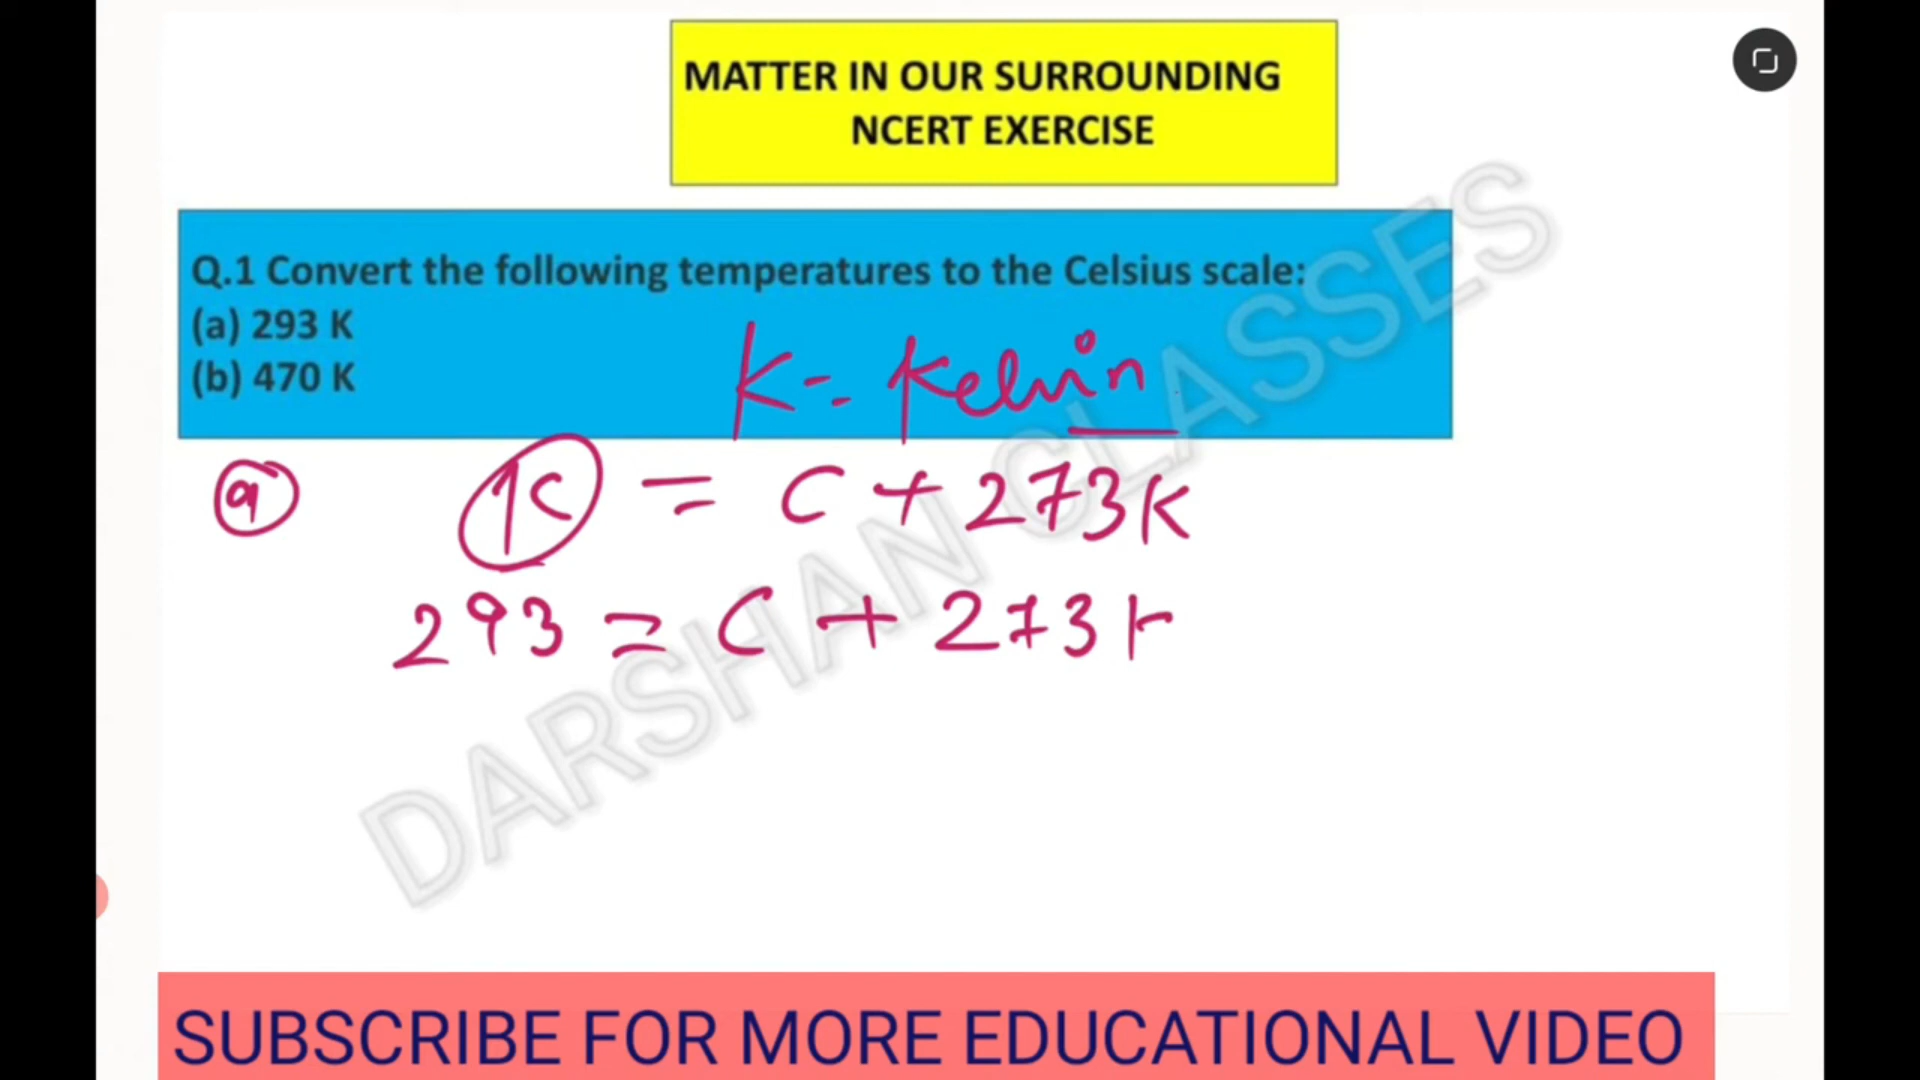 MATTER IN OUR SURROUNDING
NCERT EXERCISE
Q.1 Convert the following temperatures to the Celsius scale:
(a) 293 K
(b) 470 K
K = Kelvin
(a) K = C + 273K
293 = C + 273K
DARSHAN CLASSES
SUBSCRIBE FOR MORE EDUCATIONAL VIDEO